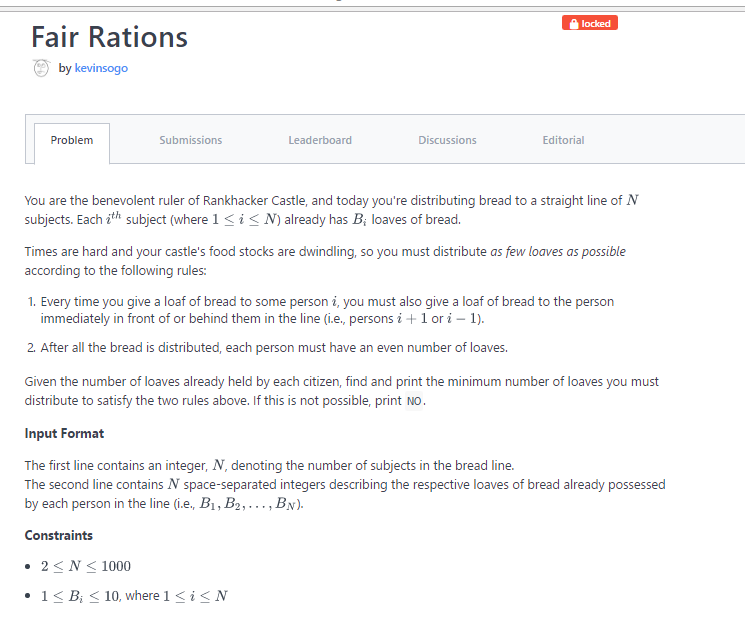 Fair Rations
locked
by kevinsogo
Problem
Submissions
Leaderboard
Discussions
Editorial
You are the benevolent ruler of Rankhacker Castle, and today you're distributing bread to a straight line of N
subjects. Each i^th subject (where 1 ≤ i ≤ N) already has B_i loaves of bread.
Times are hard and your castle's food stocks are dwindling, so you must distribute as few loaves as possible
according to the following rules:
1. Every time you give a loaf of bread to some person i, you must also give a loaf of bread to the person
immediately in front of or behind them in the line (i.e., persons i + 1 or i − 1).
2. After all the bread is distributed, each person must have an even number of loaves.
Given the number of loaves already held by each citizen, find and print the minimum number of loaves you must
distribute to satisfy the two rules above. If this is not possible, print NO.
Input Format
The first line contains an integer, N, denoting the number of subjects in the bread line.
The second line contains N space-separated integers describing the respective loaves of bread already possessed
by each person in the line (i.e., B_1, B_2, . . . , B_N).
Constraints
• 2 ≤ N ≤ 1000
• 1 ≤ B_i ≤ 10, where 1 ≤ i ≤ N